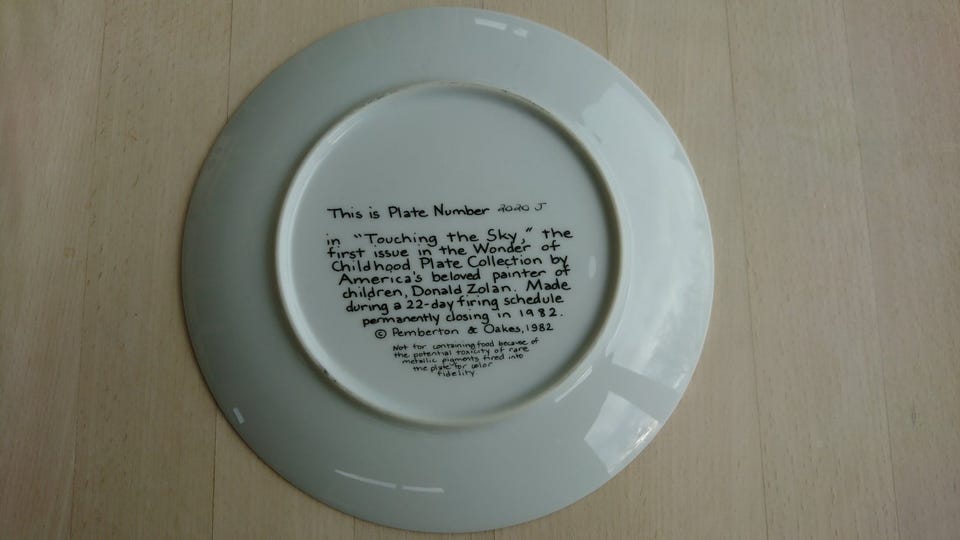 This is Plate Number 2020 J
in "Touching the Sky," the
first issue in the Wonder of
Childhood Plate Collection by
America's beloved painter of
children, Donald Zolan. Made
during a 22-day firing schedule
permanently closing in 1982.
© Pemberton & Oakes, 1982
Not for containing food because of
the potential toxicity of rare
metallic pigments fired into
the plate for color
fidelity